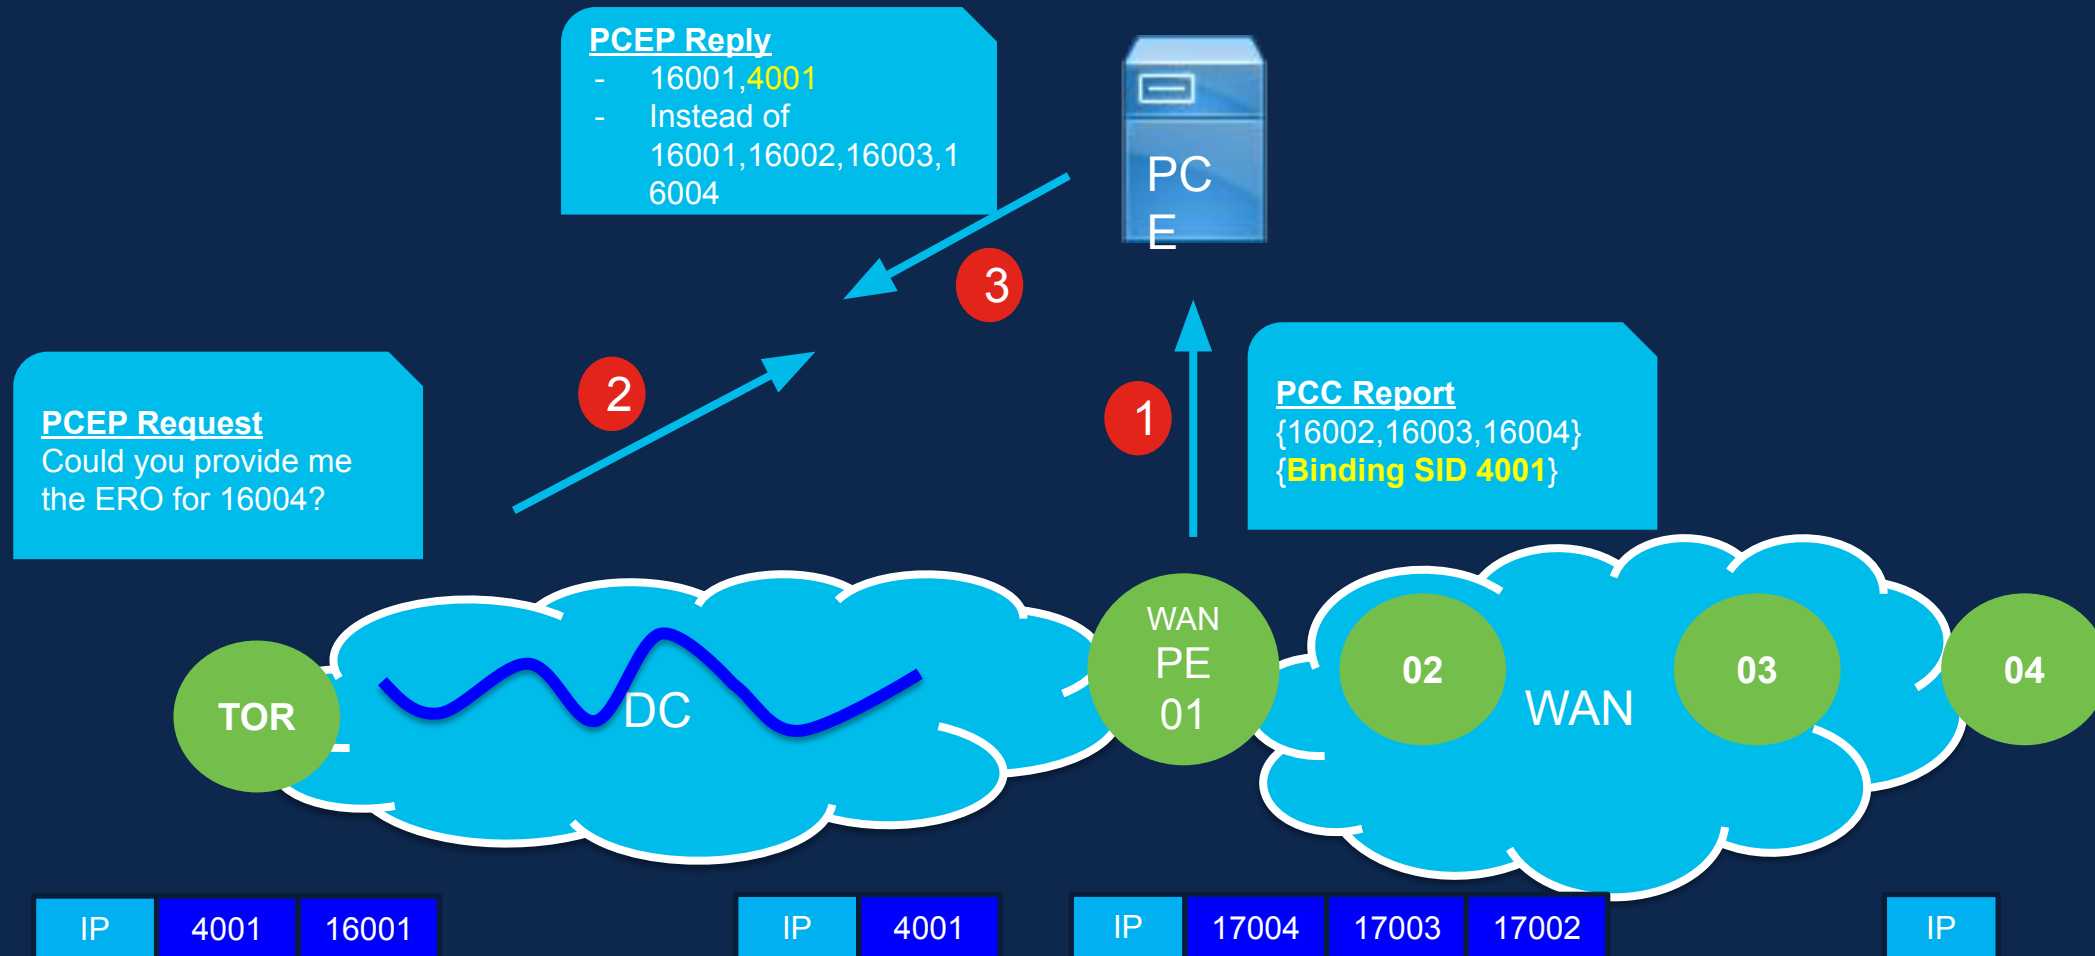 PCEP Reply
- 16001,4001
- Instead of
16001,16002,16003,1
6004
PC
E
3
2
1
PCEP Request
Could you provide me
the ERO for 16004?
PCC Report
{16002,16003,16004}
{Binding SID 4001}
TOR
DC
WAN
PE
01
02
WAN
03
04
IP 4001 16001
IP 4001
IP 17004 17003 17002
IP